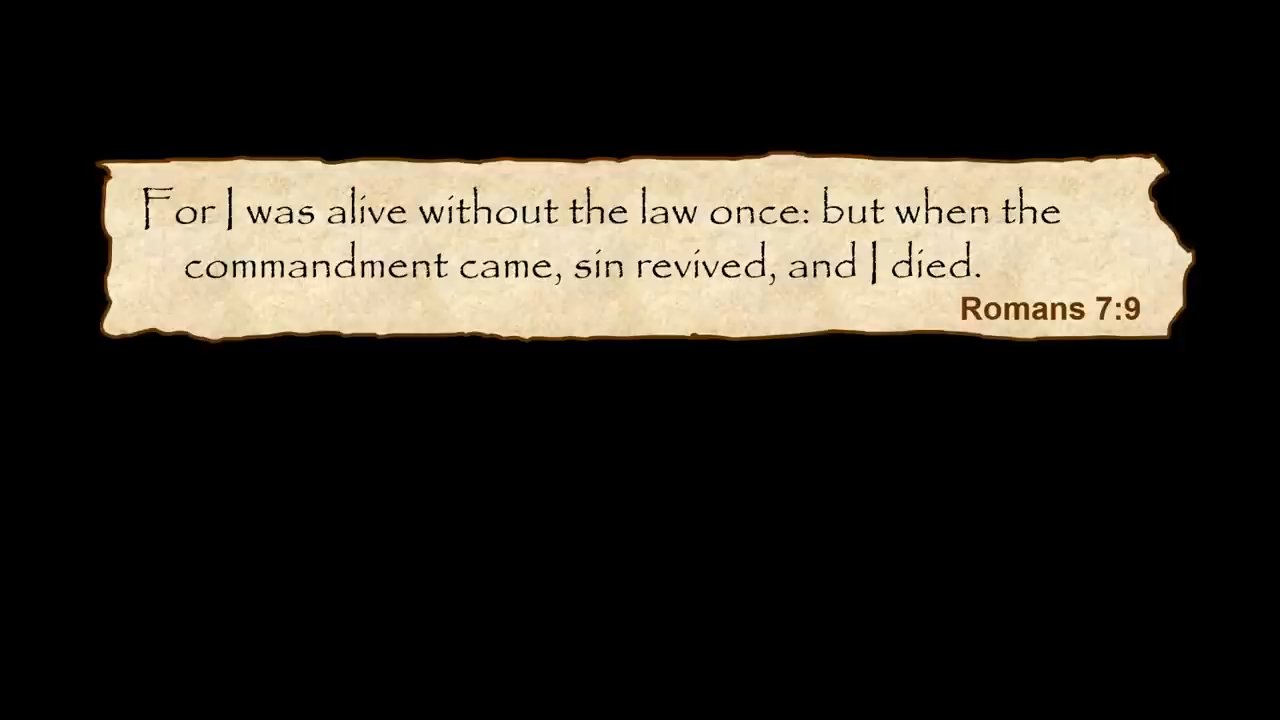 For I was alive without the law once: but when the
commandment came, sin revived, and I died.
Romans 7:9